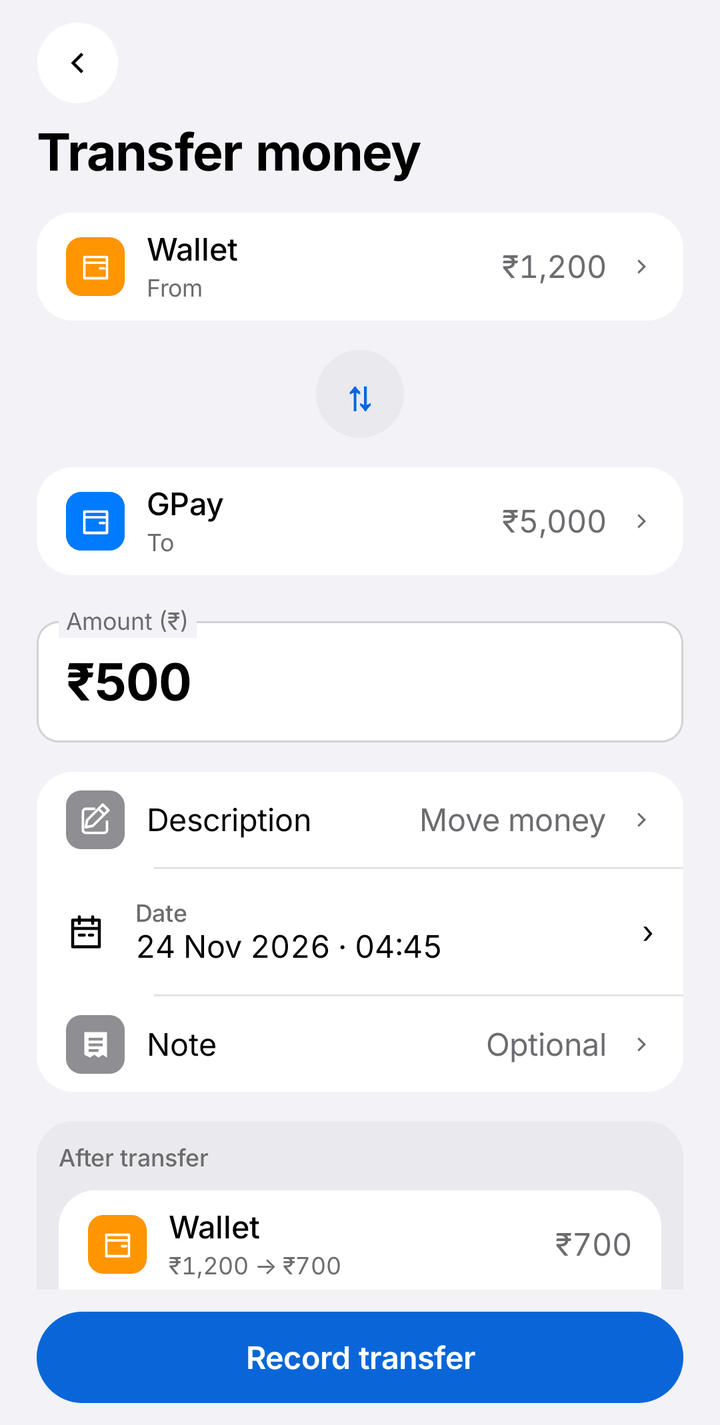 Transfer money
Wallet
From
₹1,200
GPay
To
₹5,000
Amount (₹)
₹500
Description
Move money
Date
24 Nov 2026 · 04:45
Note
Optional
After transfer
Wallet
₹1,200 → ₹700
₹700
Record transfer